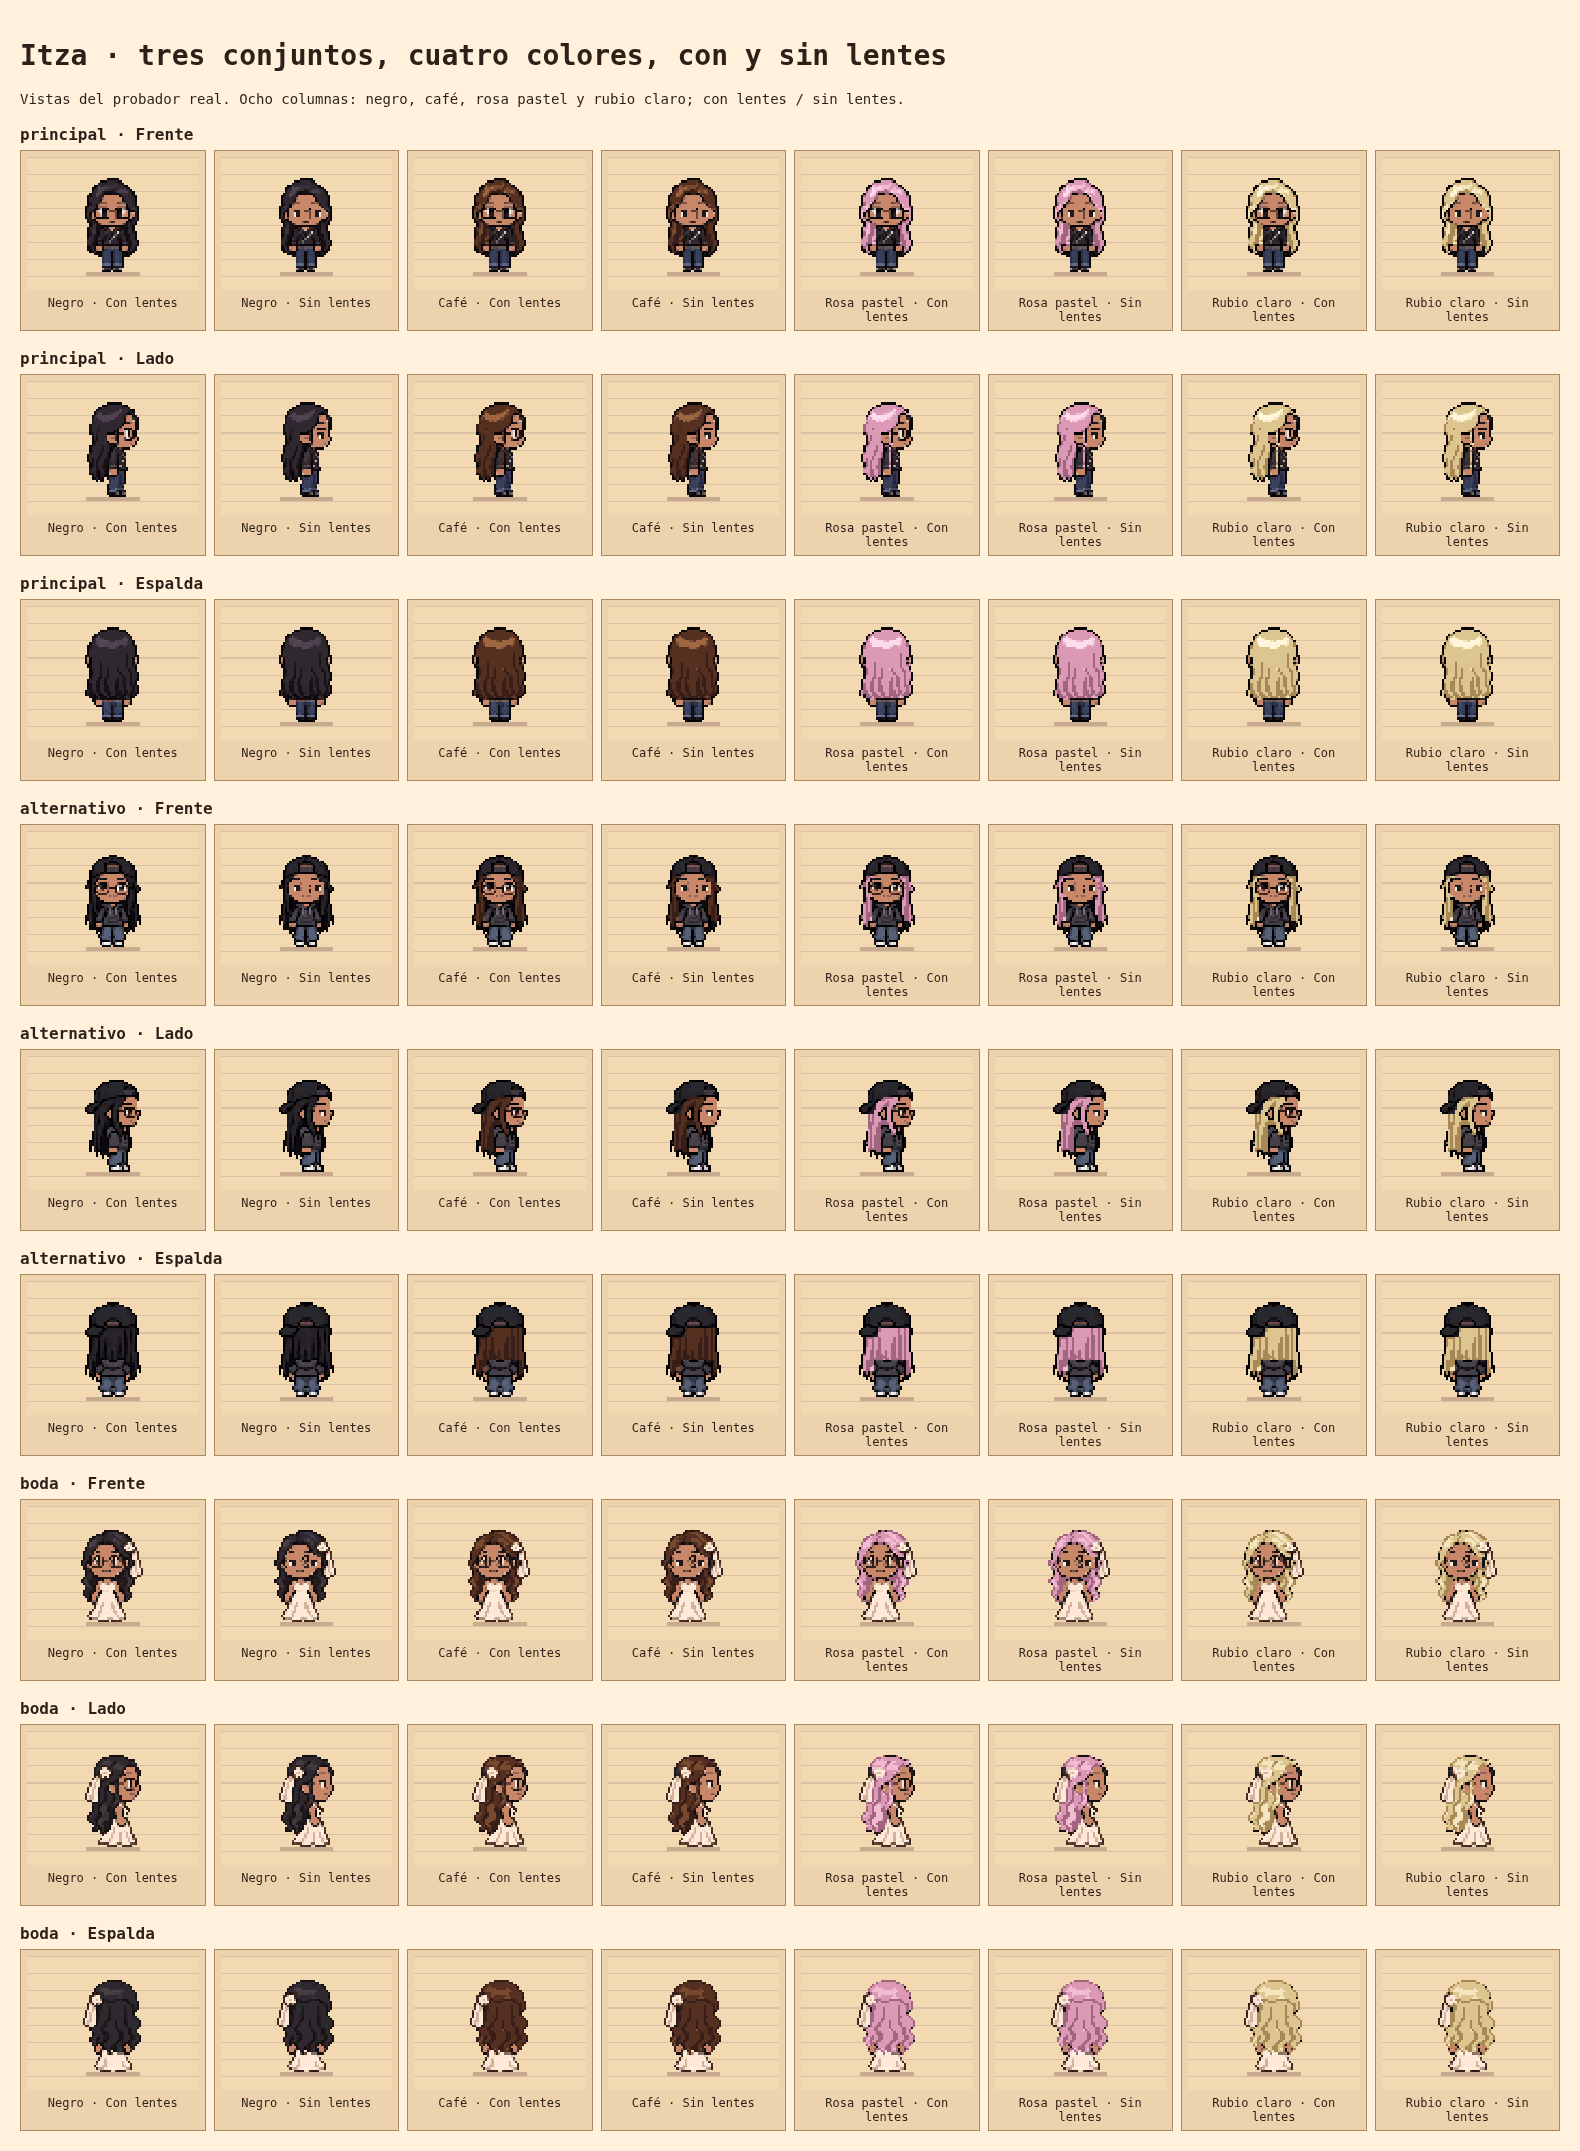 Itza · tres conjuntos, cuatro colores, con y sin lentes
Vistas del probador real. Ocho columnas: negro, café, rosa pastel y rubio claro; con lentes / sin lentes.
principal · Frente
Negro · Con lentes
Negro · Sin lentes
Café · Con lentes
Café · Sin lentes
Rosa pastel · Con
lentes
Rosa pastel · Sin
lentes
Rubio claro · Con
lentes
Rubio claro · Sin
lentes
principal · Lado
Negro · Con lentes
Negro · Sin lentes
Café · Con lentes
Café · Sin lentes
Rosa pastel · Con
lentes
Rosa pastel · Sin
lentes
Rubio claro · Con
lentes
Rubio claro · Sin
lentes
principal · Espalda
Negro · Con lentes
Negro · Sin lentes
Café · Con lentes
Café · Sin lentes
Rosa pastel · Con
lentes
Rosa pastel · Sin
lentes
Rubio claro · Con
lentes
Rubio claro · Sin
lentes
alternativo · Frente
Negro · Con lentes
Negro · Sin lentes
Café · Con lentes
Café · Sin lentes
Rosa pastel · Con
lentes
Rosa pastel · Sin
lentes
Rubio claro · Con
lentes
Rubio claro · Sin
lentes
alternativo · Lado
Negro · Con lentes
Negro · Sin lentes
Café · Con lentes
Café · Sin lentes
Rosa pastel · Con
lentes
Rosa pastel · Sin
lentes
Rubio claro · Con
lentes
Rubio claro · Sin
lentes
alternativo · Espalda
Negro · Con lentes
Negro · Sin lentes
Café · Con lentes
Café · Sin lentes
Rosa pastel · Con
lentes
Rosa pastel · Sin
lentes
Rubio claro · Con
lentes
Rubio claro · Sin
lentes
boda · Frente
Negro · Con lentes
Negro · Sin lentes
Café · Con lentes
Café · Sin lentes
Rosa pastel · Con
lentes
Rosa pastel · Sin
lentes
Rubio claro · Con
lentes
Rubio claro · Sin
lentes
boda · Lado
Negro · Con lentes
Negro · Sin lentes
Café · Con lentes
Café · Sin lentes
Rosa pastel · Con
lentes
Rosa pastel · Sin
lentes
Rubio claro · Con
lentes
Rubio claro · Sin
lentes
boda · Espalda
Negro · Con lentes
Negro · Sin lentes
Café · Con lentes
Café · Sin lentes
Rosa pastel · Con
lentes
Rosa pastel · Sin
lentes
Rubio claro · Con
lentes
Rubio claro · Sin
lentes